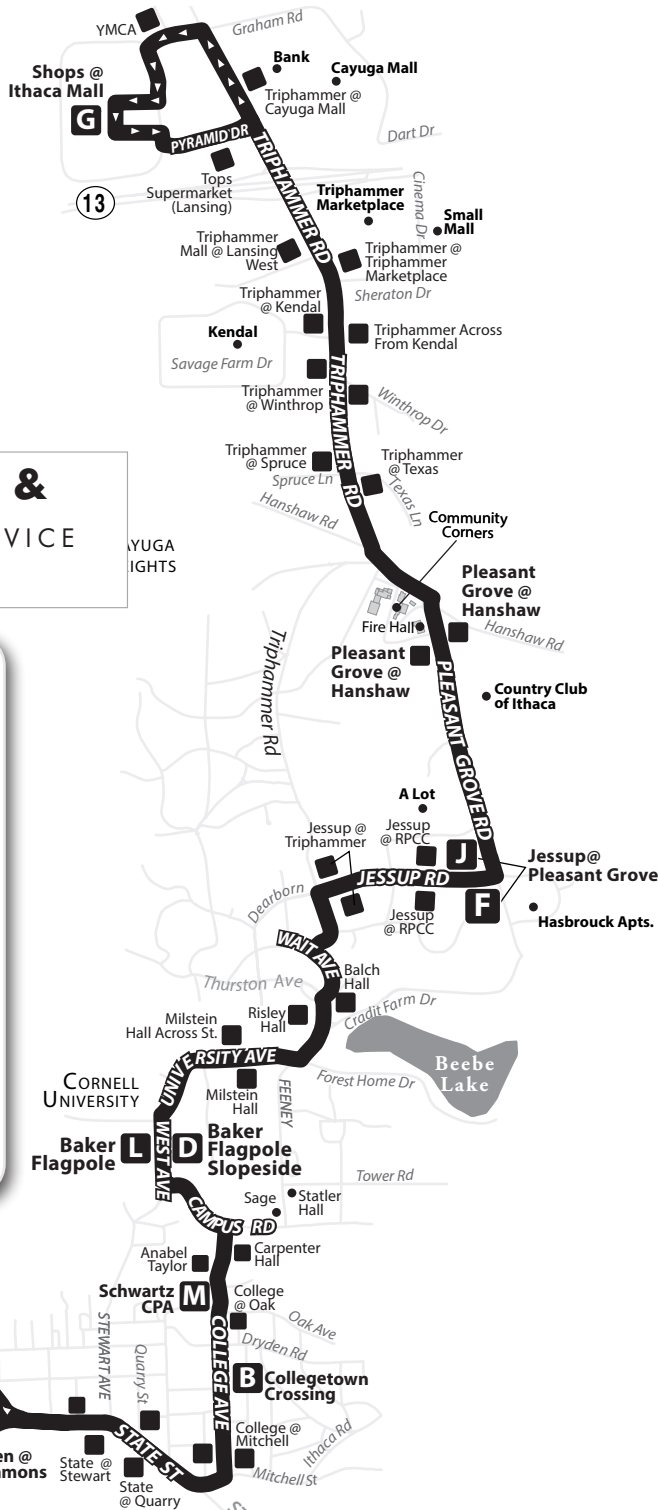 Graham Rd
YMCA
Bank
Cayuga Mall
Shops @
Ithaca Mall
G
Triphammer @
Cayuga Mall
Dart Dr
PYRAMID DR
TRIPHAMMER RD
Tops
Supermarket
(Lansing)
13
Cinema Dr
Triphammer
Marketplace
Small
Mall
Triphammer
Mall @ Lansing
West
Triphammer @
Triphammer
Marketplace
Sheraton Dr
Triphammer
@ Kendal
Kendal
Triphammer Across
From Kendal
Savage Farm Dr
TRIPHAMMER RD
Triphammer
@ Winthrop
Winthrop Dr
Triphammer
@ Spruce
Spruce Ln
Triphammer
@ Texas
Texas Ln
&
VICE
Hanshaw Rd
Community
Corners
AYUGA
IGHTS
Pleasant
Grove @
Hanshaw
Fire Hall
Hanshaw Rd
Pleasant
Grove @
Hanshaw
Triphammer Rd
PLEASANT GROVE RD
Country Club
of Ithaca
A Lot
Jessup @
Triphammer
Jessup
@ RPCC
J
Jessup@
Pleasant Grove
JESSUP RD
Dearborn
Jessup
@ RPCC
F
Hasbrouck Apts.
WAIT AVE
Thurston Ave
Balch
Hall
Cradit Farm Dr
Risley
Hall
Milstein
Hall Across St.
UNIVERSITY AVE
Beebe
Lake
Forest Home Dr
CORNELL
UNIVERSITY
Milstein
Hall
FEENEY
Baker
Flagpole
L
WEST AVE
D
Baker
Flagpole
Slopeside
Tower Rd
Sage
Statler
Hall
CAMPUS RD
Anabel
Taylor
Carpenter
Hall
Schwartz
CPA
M
College
@ Oak
Oak Ave
Dryden Rd
STEWART AVE
Quarry St
COLLEGE AVE
B
Collegetown
Crossing
College @
Mitchell
Ithaca Rd
STATE ST
en @
mmons
State @
Stewart
State
@ Quarry
Mitchell St